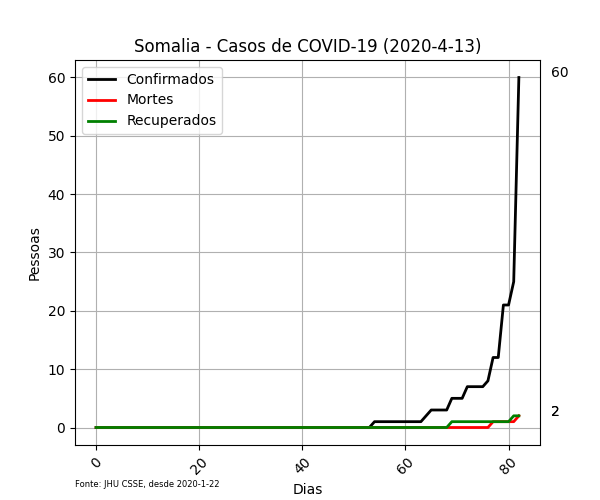 Somalia - Casos de COVID-19 (2020-4-13)
Confirmados
Mortes
Recuperados
60
50
40
30
20
10
0
Pessoas
60
2
0
20
40
60
80
Dias
Fonte: JHU CSSE, desde 2020-1-22